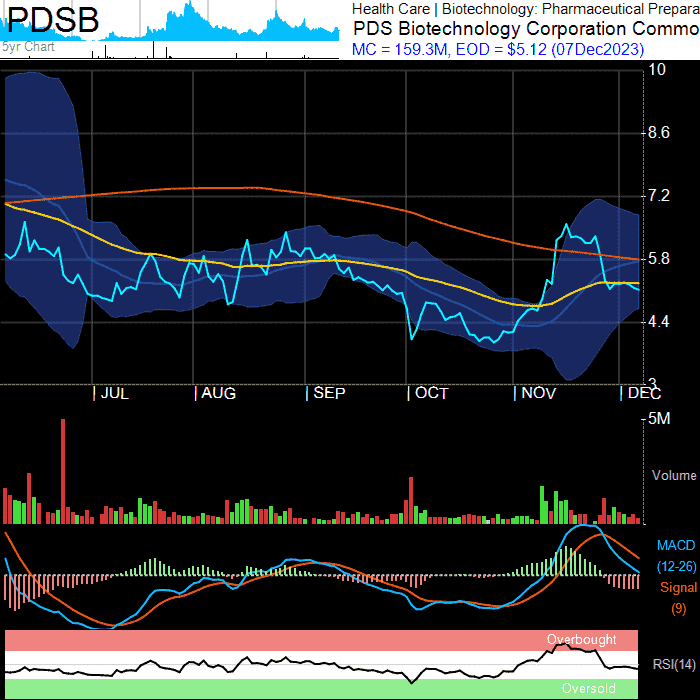 PDSB
5yr Chart
Health Care | Biotechnology: Pharmaceutical Prepara
PDS Biotechnology Corporation Commo
MC = 159.3M, EOD = $5.12 (07Dec2023)
10
8.6
7.2
5.8
4.4
3
| JUL | AUG | SEP | OCT | NOV | DEC
5M
Volume
MACD
(12-26)
Signal
(9)
Overbought
RSI(14)
Oversold